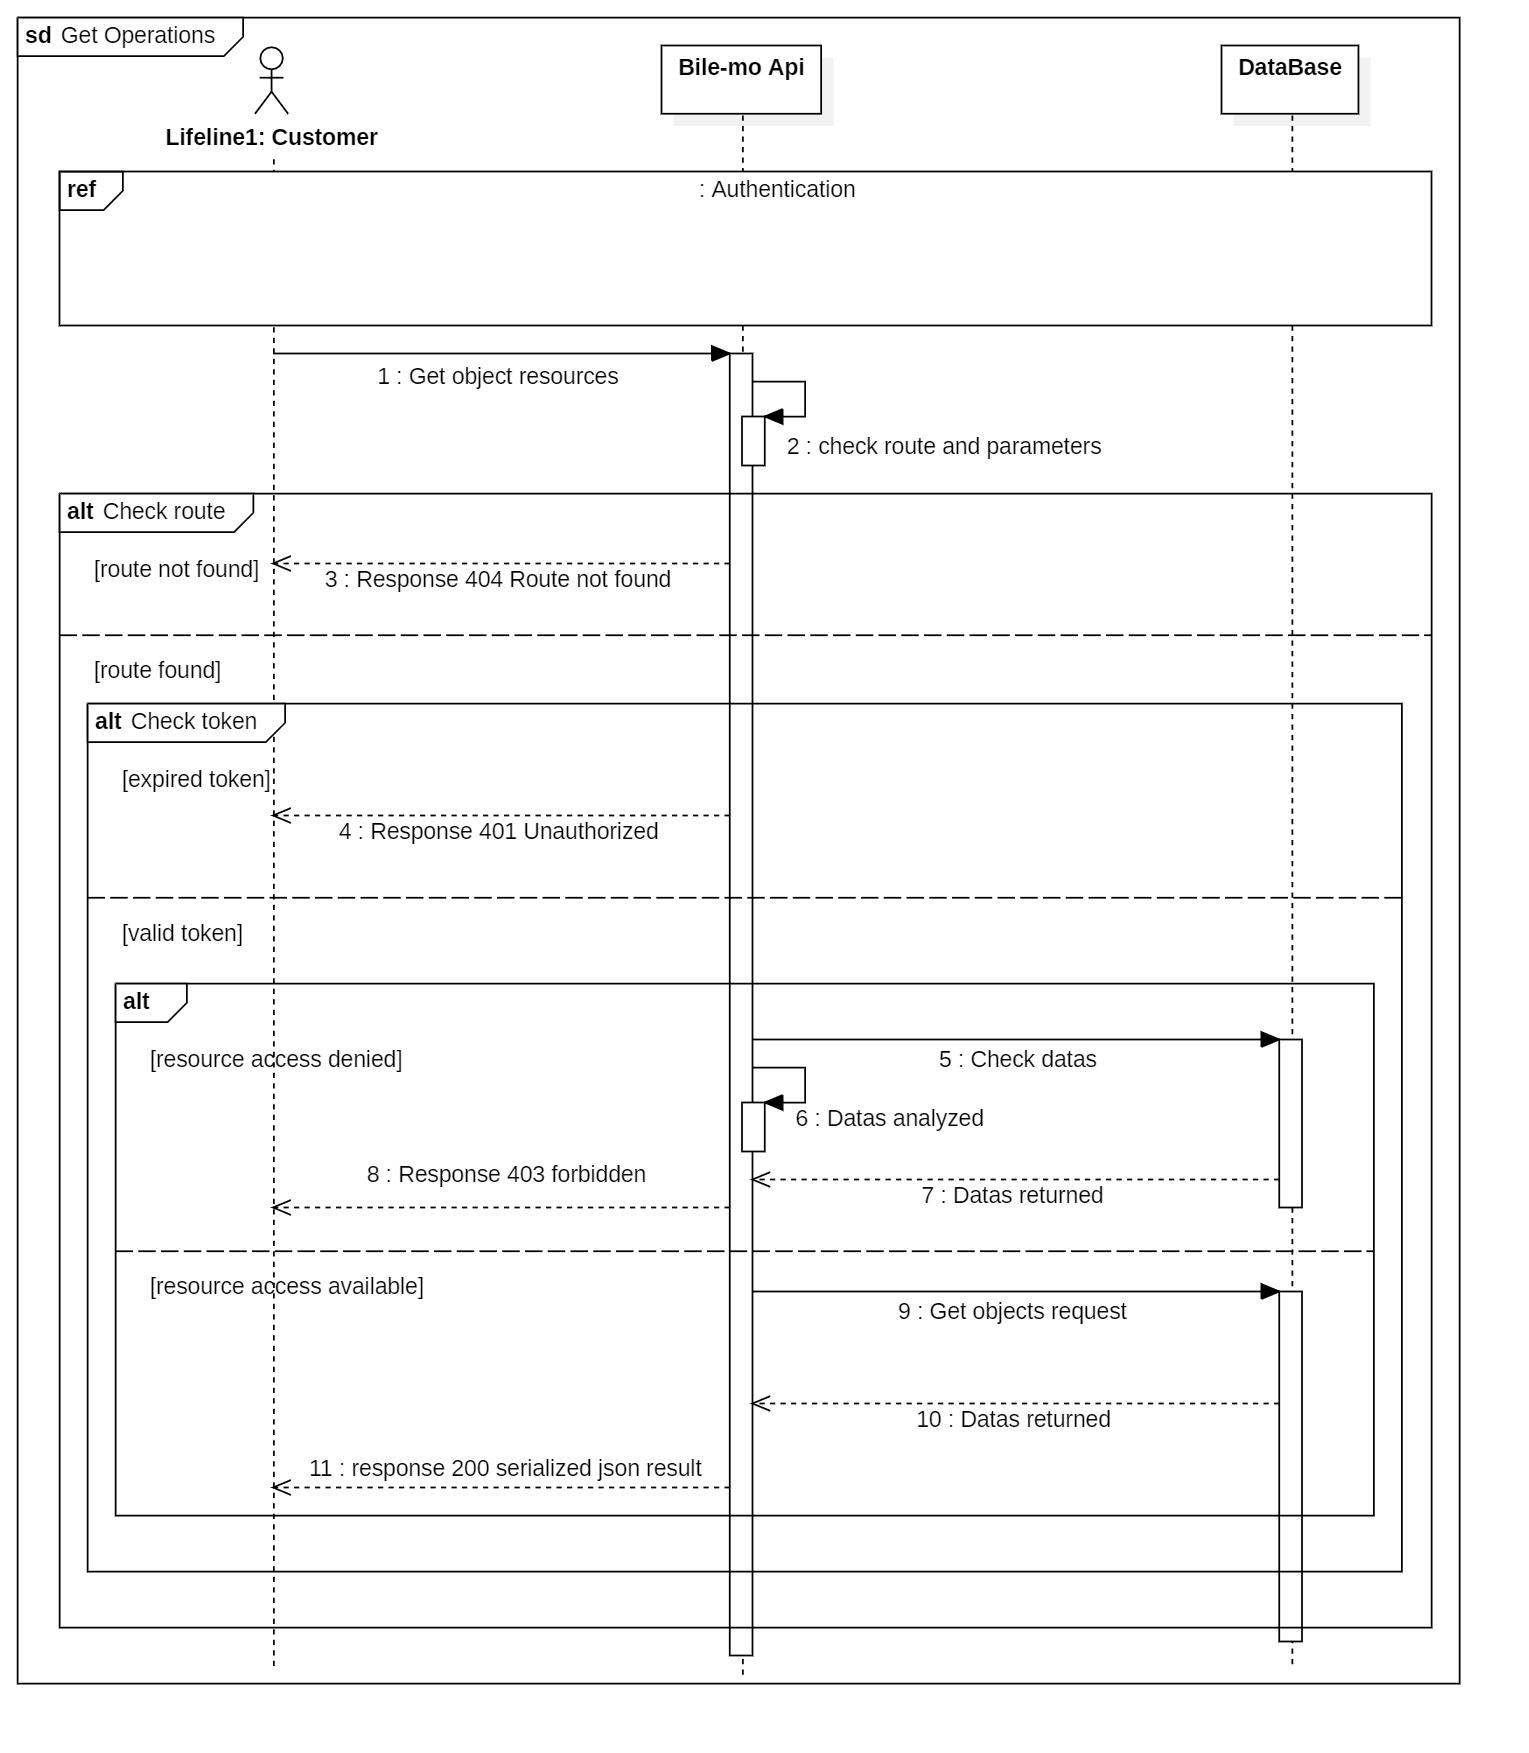 sd Get Operations
Lifeline1: Customer
Bile-mo Api
DataBase
ref
: Authentication
1 : Get object resources
2 : check route and parameters
alt Check route
[route not found]
3 : Response 404 Route not found
[route found]
alt Check token
[expired token]
4 : Response 401 Unauthorized
[valid token]
alt
[resource access denied]
5 : Check datas
6 : Datas analyzed
8 : Response 403 forbidden
7 : Datas returned
[resource access available]
9 : Get objects request
10 : Datas returned
11 : response 200 serialized json result